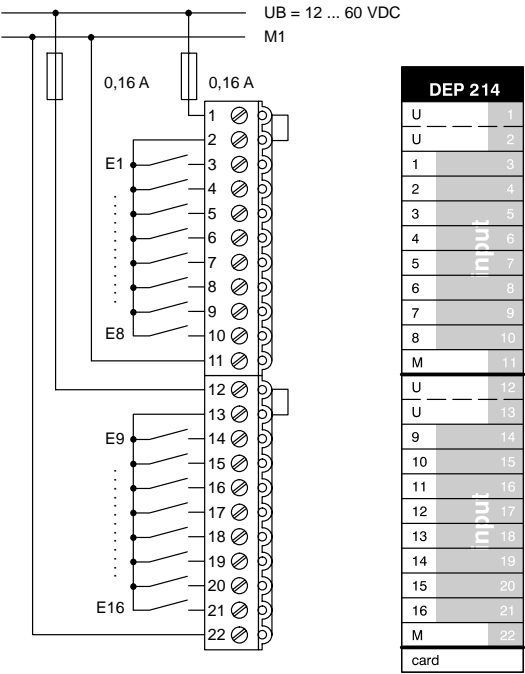 UB = 12 ... 60 VDC
M1
0,16 A
0,16 A
1
2
E1
3
4
5
6
7
8
9
E8
10
11
12
13
E9
14
15
16
17
18
19
20
E16
21
22
DEP 214
U 1
U 2
1 3
2 4
3 5
4 6
5 7
6 8
7 9
8 10
input
M 11
U 12
U 13
9 14
10 15
11 16
12 17
13 18
14 19
15 20
16 21
input
M 22
card